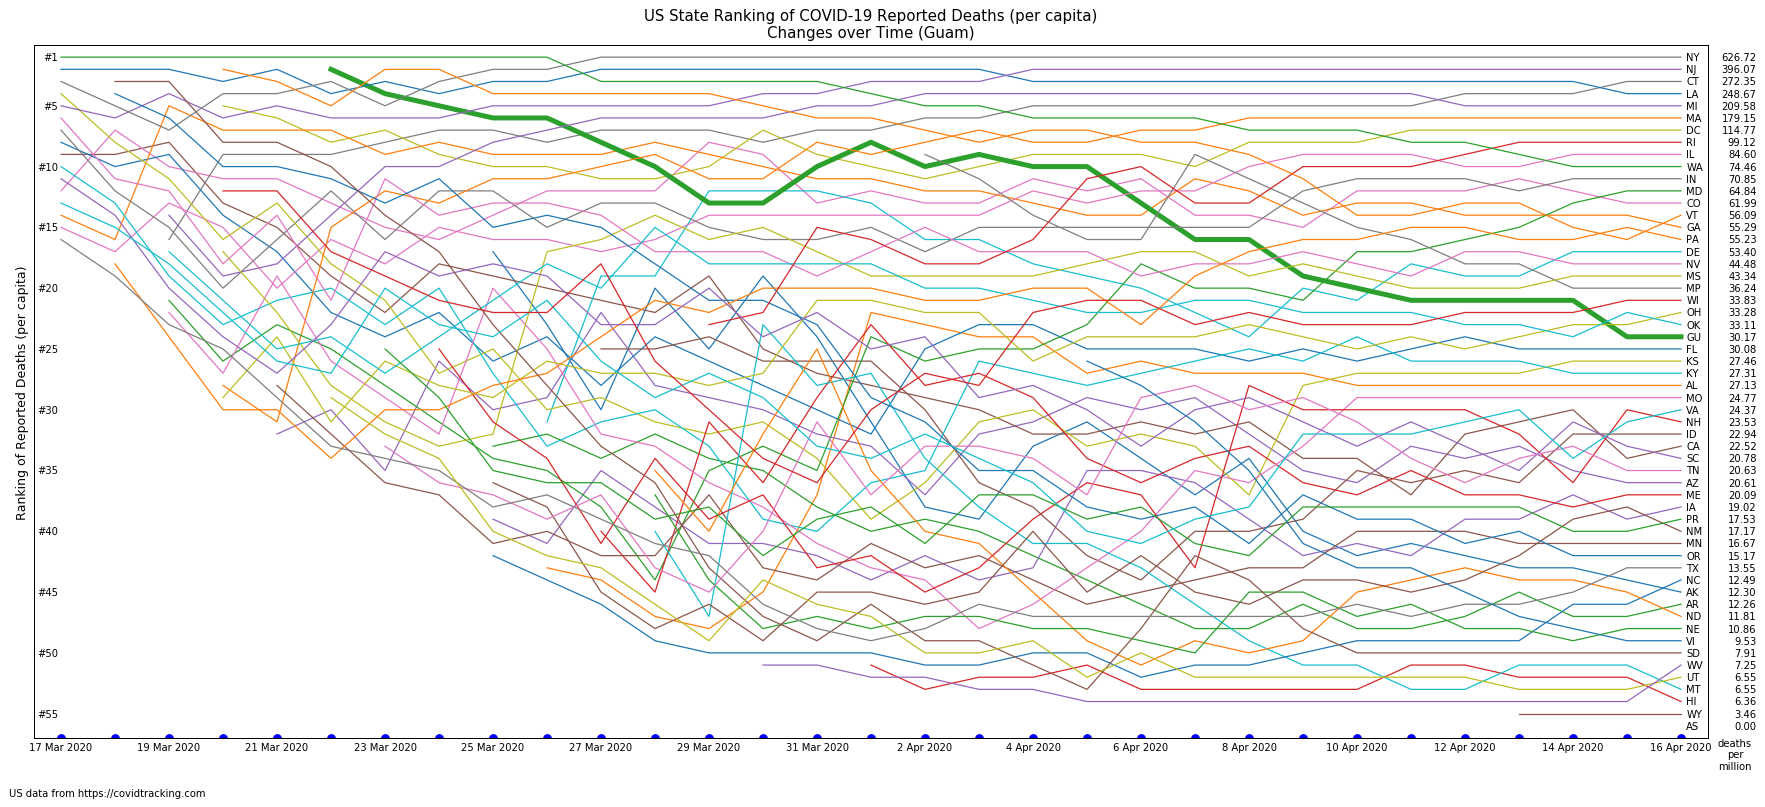 US State Ranking of COVID-19 Reported Deaths (per capita)
Changes over Time (Guam)
Ranking of Reported Deaths (per capita)
#1
#5
#10
#15
#20
#25
#30
#35
#40
#45
#50
#55
NY 626.72
NJ 396.07
CT 272.35
LA 248.67
MI 209.58
MA 179.15
DC 114.77
RI 99.12
IL 84.60
WA 74.46
IN 70.85
MD 64.84
CO 61.99
VT 56.09
GA 55.29
PA 55.23
DE 53.40
NV 44.48
MS 43.34
MP 36.24
WI 33.83
OH 33.28
OK 33.11
GU 30.17
FL 30.08
KS 27.46
KY 27.31
AL 27.13
MO 24.77
VA 24.37
NH 23.53
ID 22.94
CA 22.52
SC 20.78
TN 20.63
AZ 20.61
ME 20.09
IA 19.02
PR 17.53
NM 17.17
MN 16.67
OR 15.17
TX 13.55
NC 12.49
AK 12.30
AR 12.26
ND 11.81
NE 10.86
VI 9.53
SD 7.91
WV 7.25
UT 6.55
MT 6.55
HI 6.36
WY 3.46
AS 0.00
17 Mar 2020 19 Mar 2020 21 Mar 2020 23 Mar 2020 25 Mar 2020 27 Mar 2020 29 Mar 2020 31 Mar 2020 2 Apr 2020 4 Apr 2020 6 Apr 2020 8 Apr 2020 10 Apr 2020 12 Apr 2020 14 Apr 2020 16 Apr 2020
deaths
per
million
US data from https://covidtracking.com